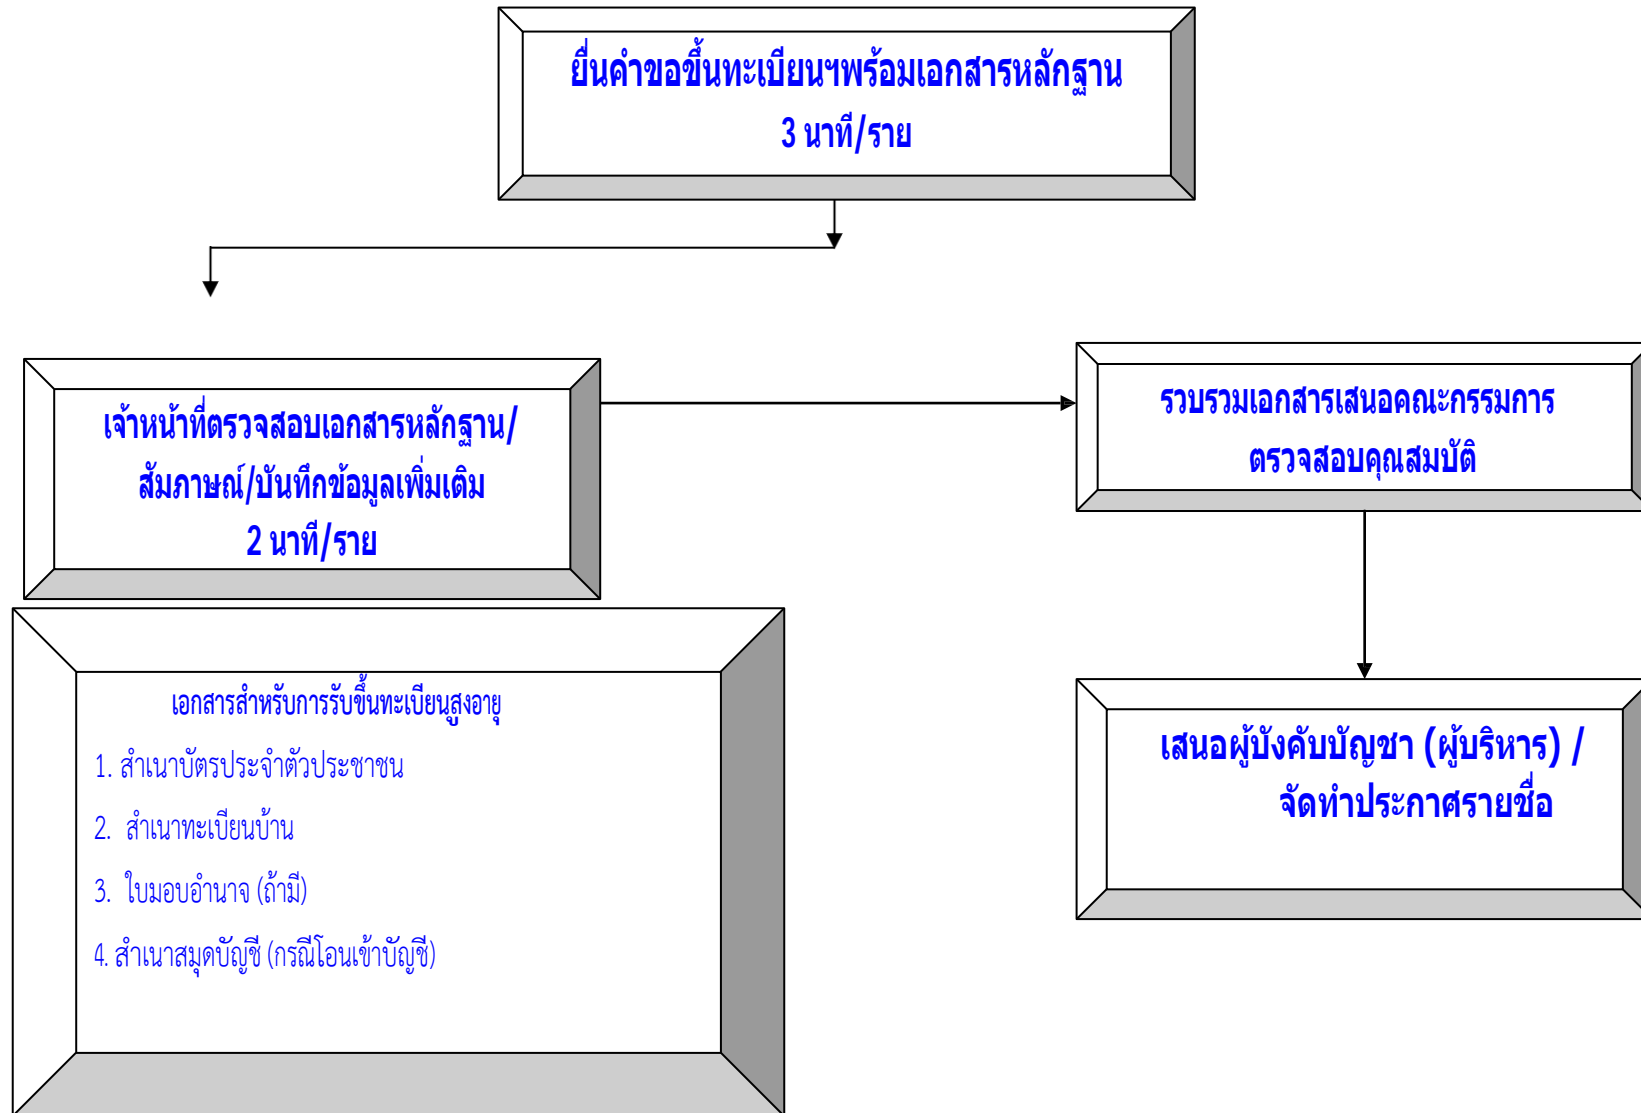 ยื่นคำขอขึ้นทะเบียนฯพร้อมเอกสารหลักฐาน
3 นาที/ราย
เจ้าหน้าที่ตรวจสอบเอกสารหลักฐาน/
สัมภาษณ์/บันทึกข้อมูลเพิ่มเติม
2 นาที/ราย
รวบรวมเอกสารเสนอคณะกรรมการ
ตรวจสอบคุณสมบัติ
เอกสารสำหรับการรับขึ้นทะเบียนสูงอายุ
1. สำเนาบัตรประจำตัวประชาชน
2. สำเนาทะเบียนบ้าน
3. ใบมอบอำนาจ (ถ้ามี)
4. สำเนาสมุดบัญชี (กรณีโอนเข้าบัญชี)
เสนอผู้บังคับบัญชา (ผู้บริหาร) /
จัดทำประกาศรายชื่อ